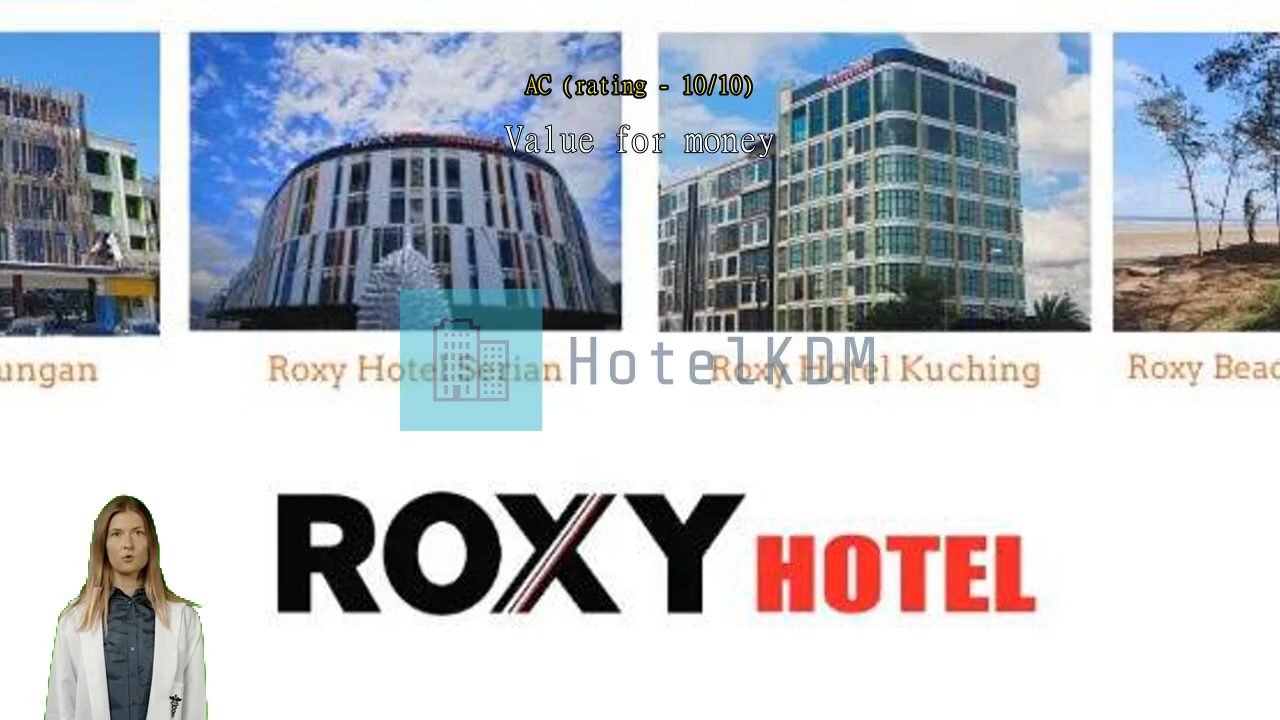 AC (rating - 10/10)
Value for money
ungan
Roxy Hotel Serian
Roxy Hotel Kuching
Roxy Beac
HotelKDM
ROXY HOTEL